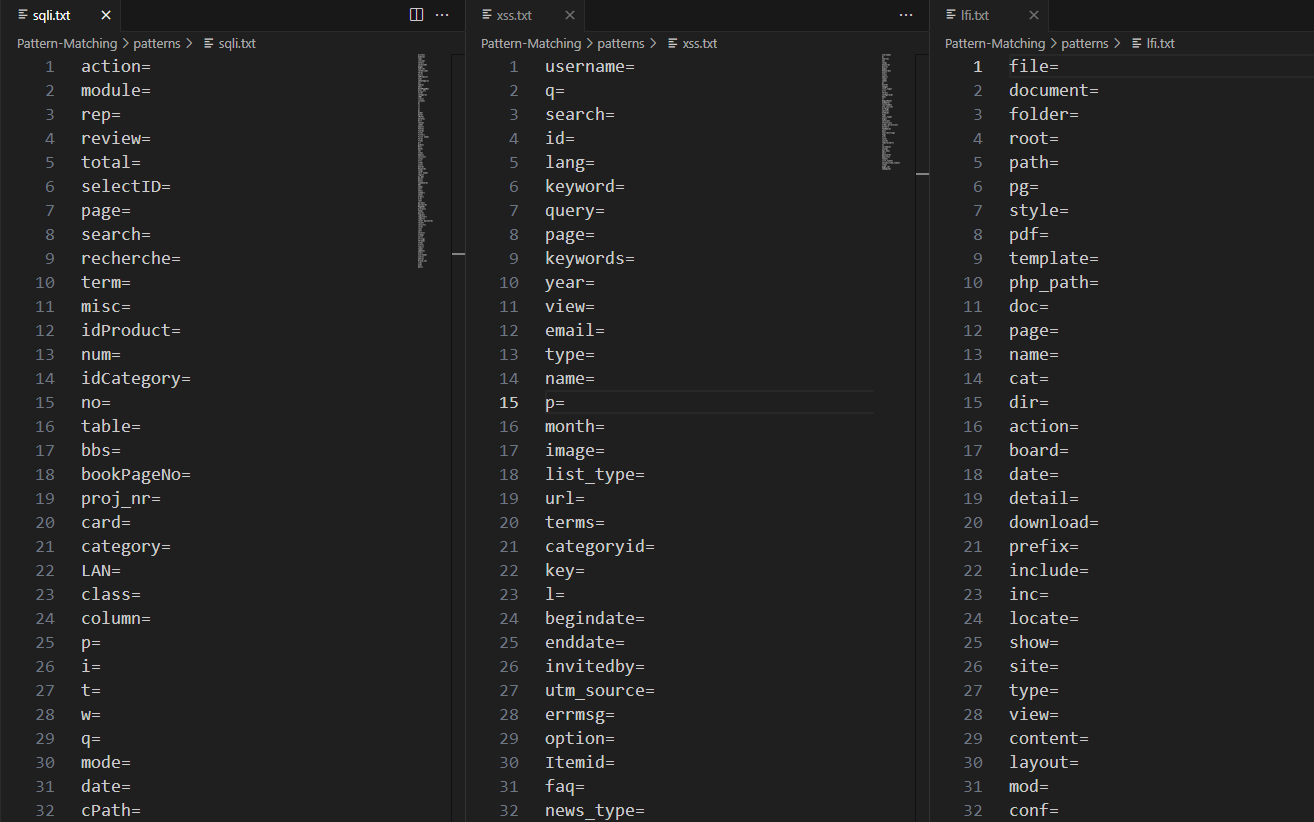 sqli.txt
Pattern-Matching > patterns > sqli.txt
1 action=
2 module=
3 rep=
4 review=
5 total=
6 selectID=
7 page=
8 search=
9 recherche=
10 term=
11 misc=
12 idProduct=
13 num=
14 idCategory=
15 no=
16 table=
17 bbs=
18 bookPageNo=
19 proj_nr=
20 card=
21 category=
22 LAN=
23 class=
24 column=
25 p=
26 i=
27 t=
28 w=
29 q=
30 mode=
31 date=
32 cPath=
xss.txt
Pattern-Matching > patterns > xss.txt
1 username=
2 q=
3 search=
4 id=
5 lang=
6 keyword=
7 query=
8 page=
9 keywords=
10 year=
11 view=
12 email=
13 type=
14 name=
15 p=
16 month=
17 image=
18 list_type=
19 url=
20 terms=
21 categoryid=
22 key=
23 l=
24 begindate=
25 enddate=
26 invitedby=
27 utm_source=
28 errmsg=
29 option=
30 Itemid=
31 faq=
32 news_type=
lfi.txt
Pattern-Matching > patterns > lfi.txt
1 file=
2 document=
3 folder=
4 root=
5 path=
6 pg=
7 style=
8 pdf=
9 template=
10 php_path=
11 doc=
12 page=
13 name=
14 cat=
15 dir=
16 action=
17 board=
18 date=
19 detail=
20 download=
21 prefix=
22 include=
23 inc=
24 locate=
25 show=
26 site=
27 type=
28 view=
29 content=
30 layout=
31 mod=
32 conf=